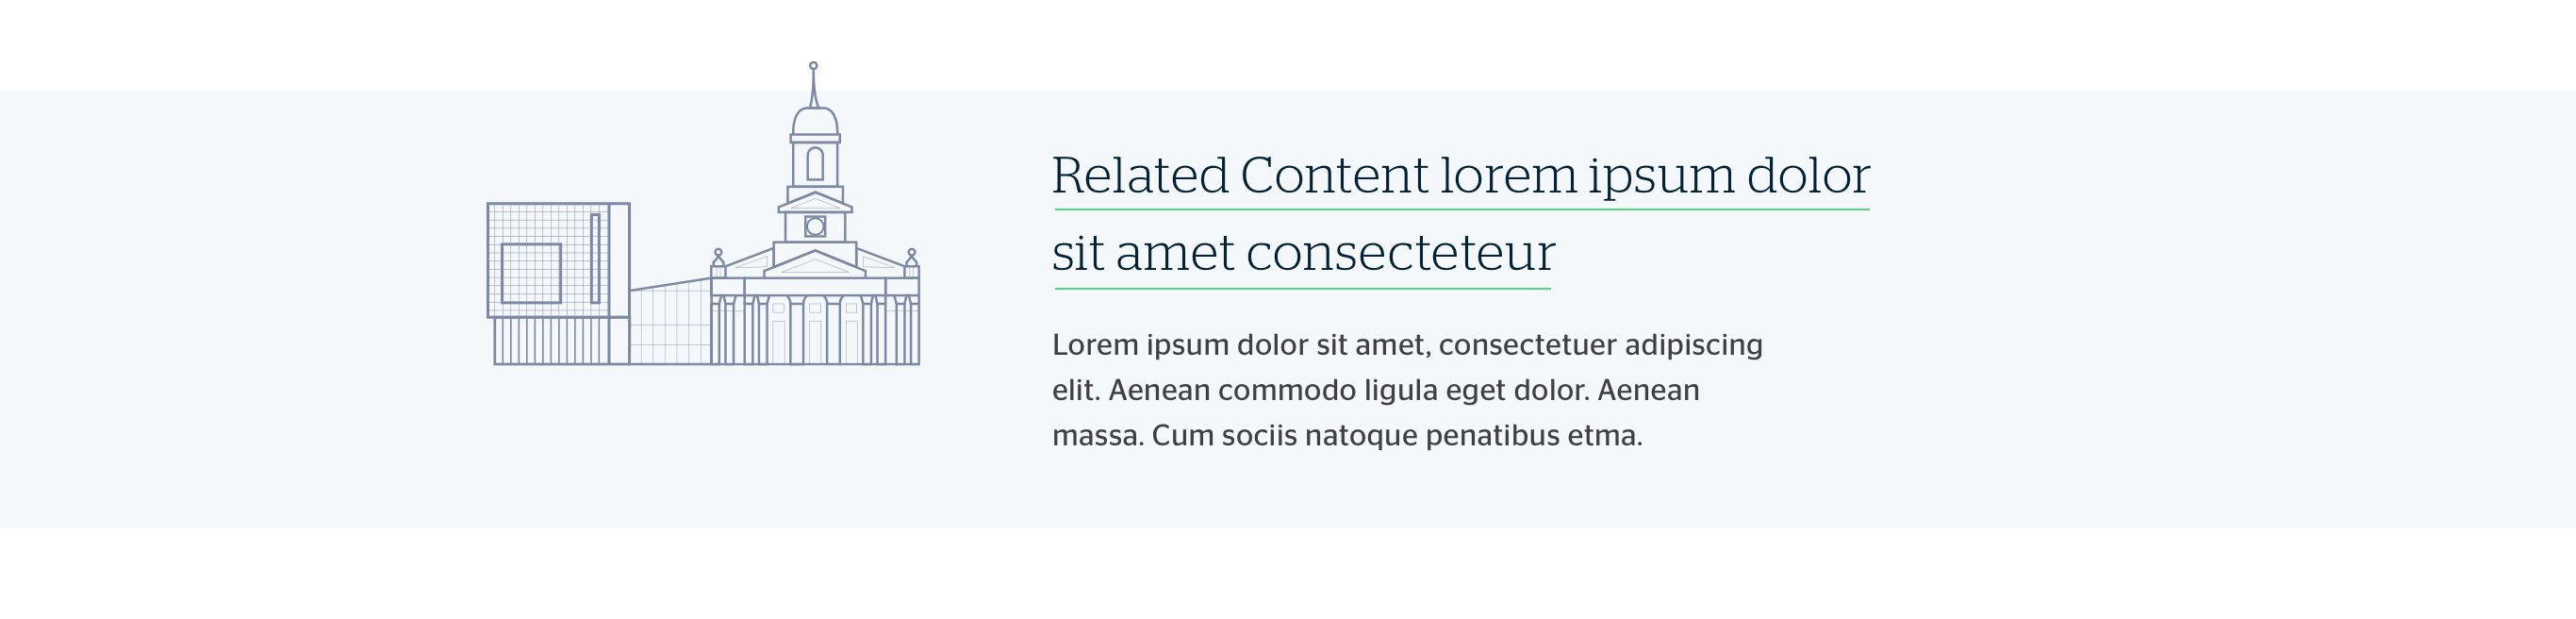 Related Content lorem ipsum dolor
sit amet consecteteur
Lorem ipsum dolor sit amet, consectetuer adipiscing
elit. Aenean commodo ligula eget dolor. Aenean
massa. Cum sociis natoque penatibus etma.